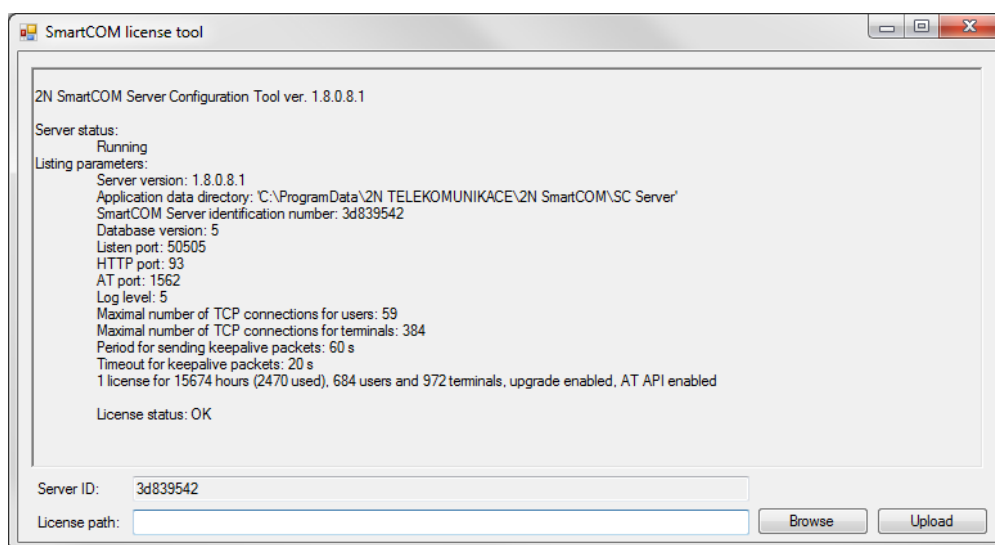 SmartCOM license tool
2N SmartCOM Server Configuration Tool ver. 1.8.0.8.1
Server status:
Running
Listing parameters:
Server version: 1.8.0.8.1
Application data directory: 'C:\ProgramData\2N TELEKOMUNIKACE\2N SmartCOM\SC Server'
SmartCOM Server identification number: 3d839542
Database version: 5
Listen port: 50505
HTTP port: 93
AT port: 1562
Log level: 5
Maximal number of TCP connections for users: 59
Maximal number of TCP connections for terminals: 384
Period for sending keepalive packets: 60 s
Timeout for keepalive packets: 20 s
1 license for 15674 hours (2470 used), 684 users and 972 terminals, upgrade enabled, AT API enabled
License status: OK
Server ID: 3d839542
License path: Browse Upload